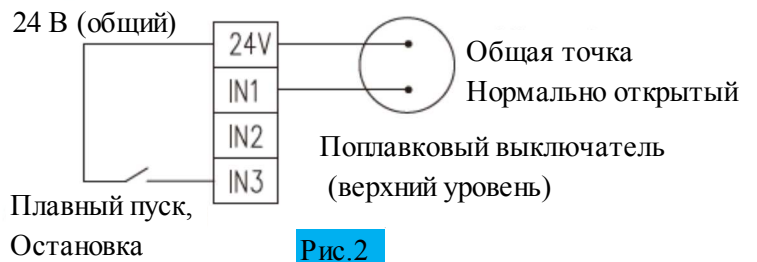 24 В (общий)
24V
IN1
IN2
IN3
Общая точка
Нормально открытый
Поплавковый выключатель
(верхний уровень)
Плавный пуск,
Остановка
Рис.2